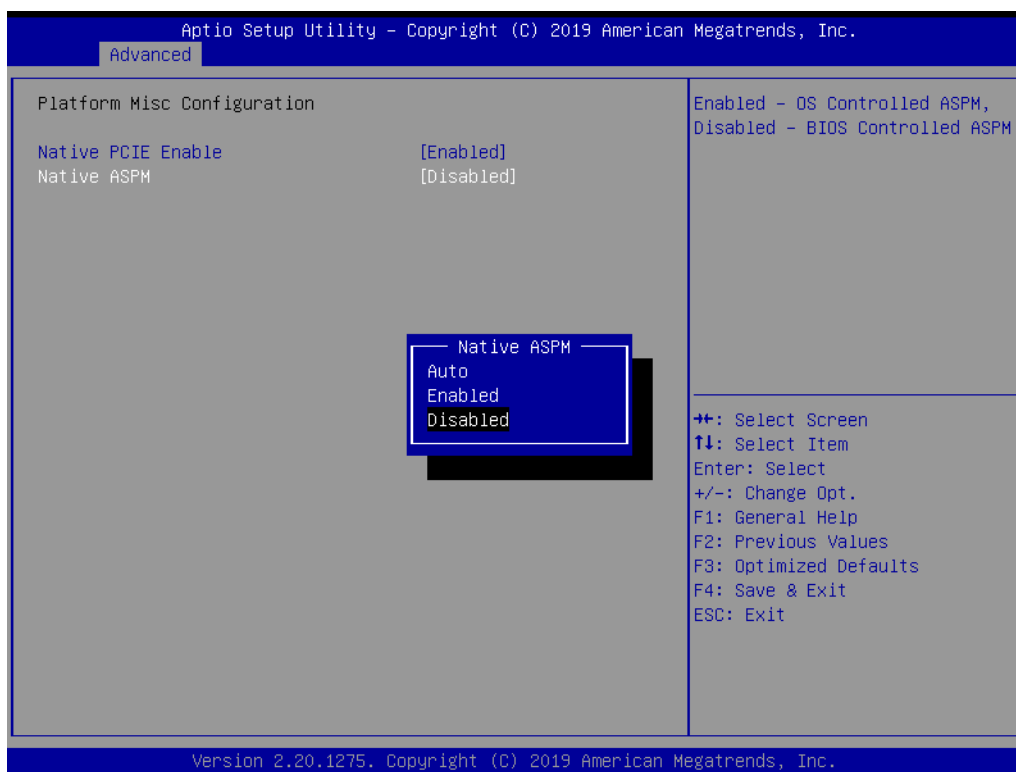 Aptio Setup Utility – Copyright (C) 2019 American Megatrends, Inc.
Advanced
Platform Misc Configuration
Native PCIE Enable [Enabled]
Native ASPM [Disabled]
Enabled – OS Controlled ASPM,
Disabled – BIOS Controlled ASPM
Native ASPM
Auto
Enabled
Disabled
→←: Select Screen
↑↓: Select Item
Enter: Select
+/-: Change Opt.
F1: General Help
F2: Previous Values
F3: Optimized Defaults
F4: Save & Exit
ESC: Exit
Version 2.20.1275. Copyright (C) 2019 American Megatrends, Inc.